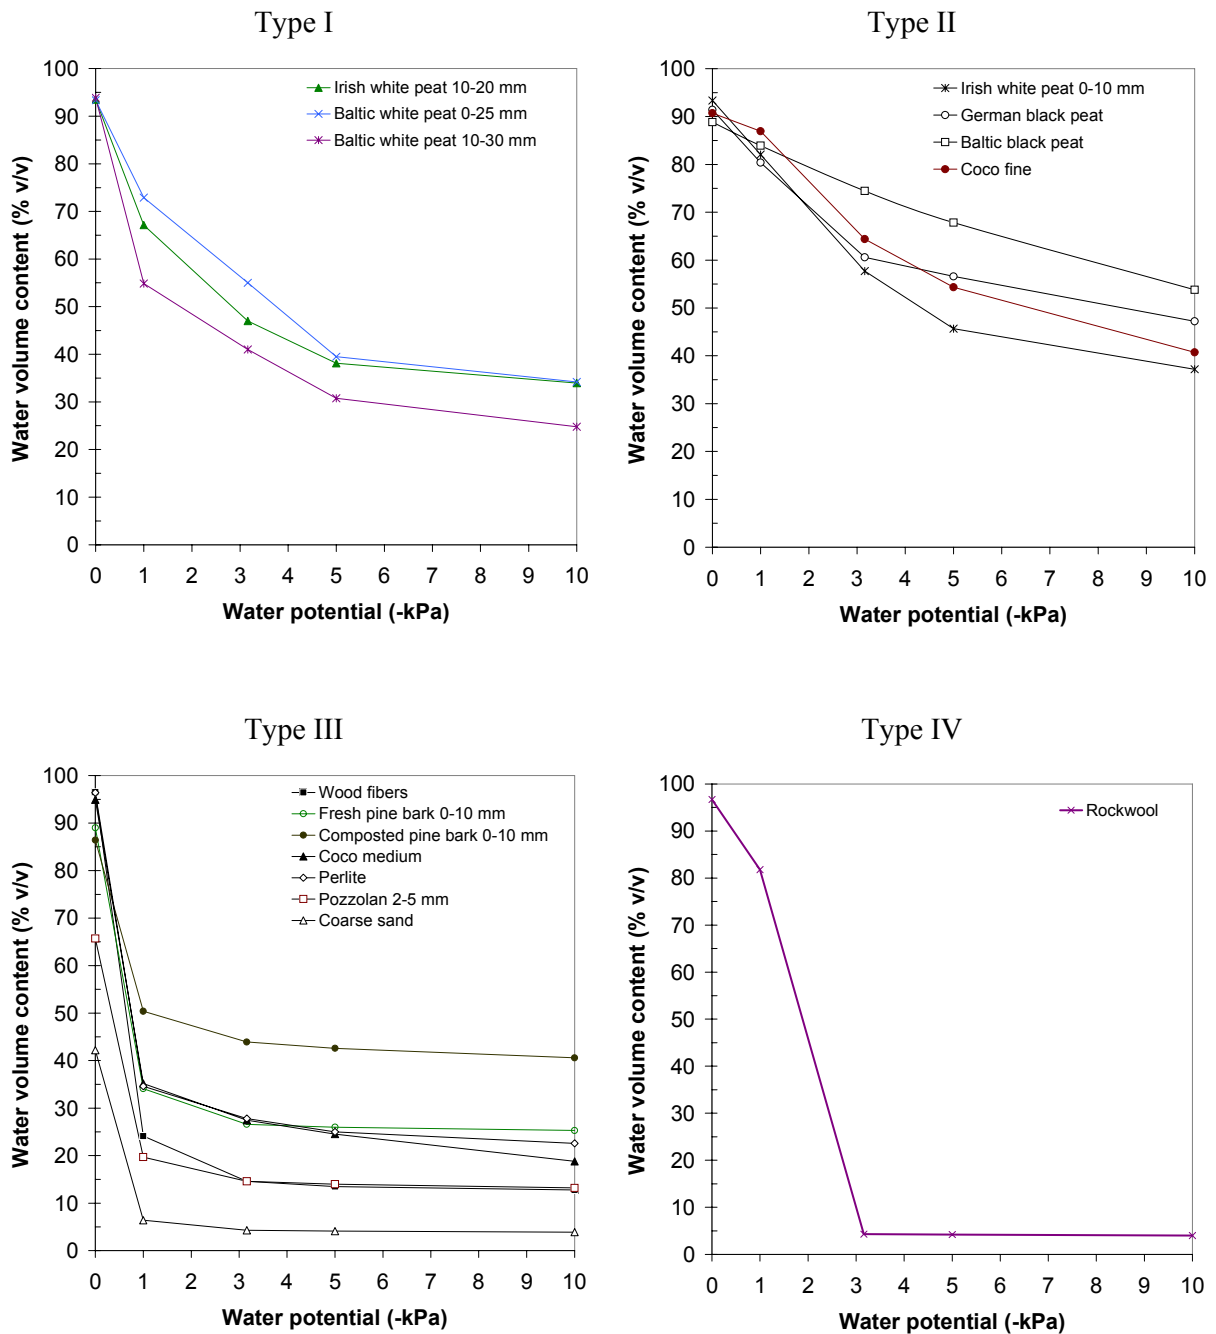 Type I
Irish white peat 10-20 mm
Baltic white peat 0-25 mm
Baltic white peat 10-30 mm
Water volume content (% v/v)
100
90
80
70
60
50
40
30
20
10
0
0 1 2 3 4 5 6 7 8 9 10
Water potential (-kPa)
Type II
Irish white peat 0-10 mm
German black peat
Baltic black peat
Coco fine
Water volume content (% v/v)
100
90
80
70
60
50
40
30
20
10
0
0 1 2 3 4 5 6 7 8 9 10
Water potential (-kPa)
Type III
Wood fibers
Fresh pine bark 0-10 mm
Composted pine bark 0-10 mm
Coco medium
Perlite
Pozzolan 2-5 mm
Coarse sand
Water volume content (% v/v)
100
90
80
70
60
50
40
30
20
10
0
0 1 2 3 4 5 6 7 8 9 10
Water potential (-kPa)
Type IV
Rockwool
Water volume content (% v/v)
100
90
80
70
60
50
40
30
20
10
0
0 1 2 3 4 5 6 7 8 9 10
Water potential (-kPa)